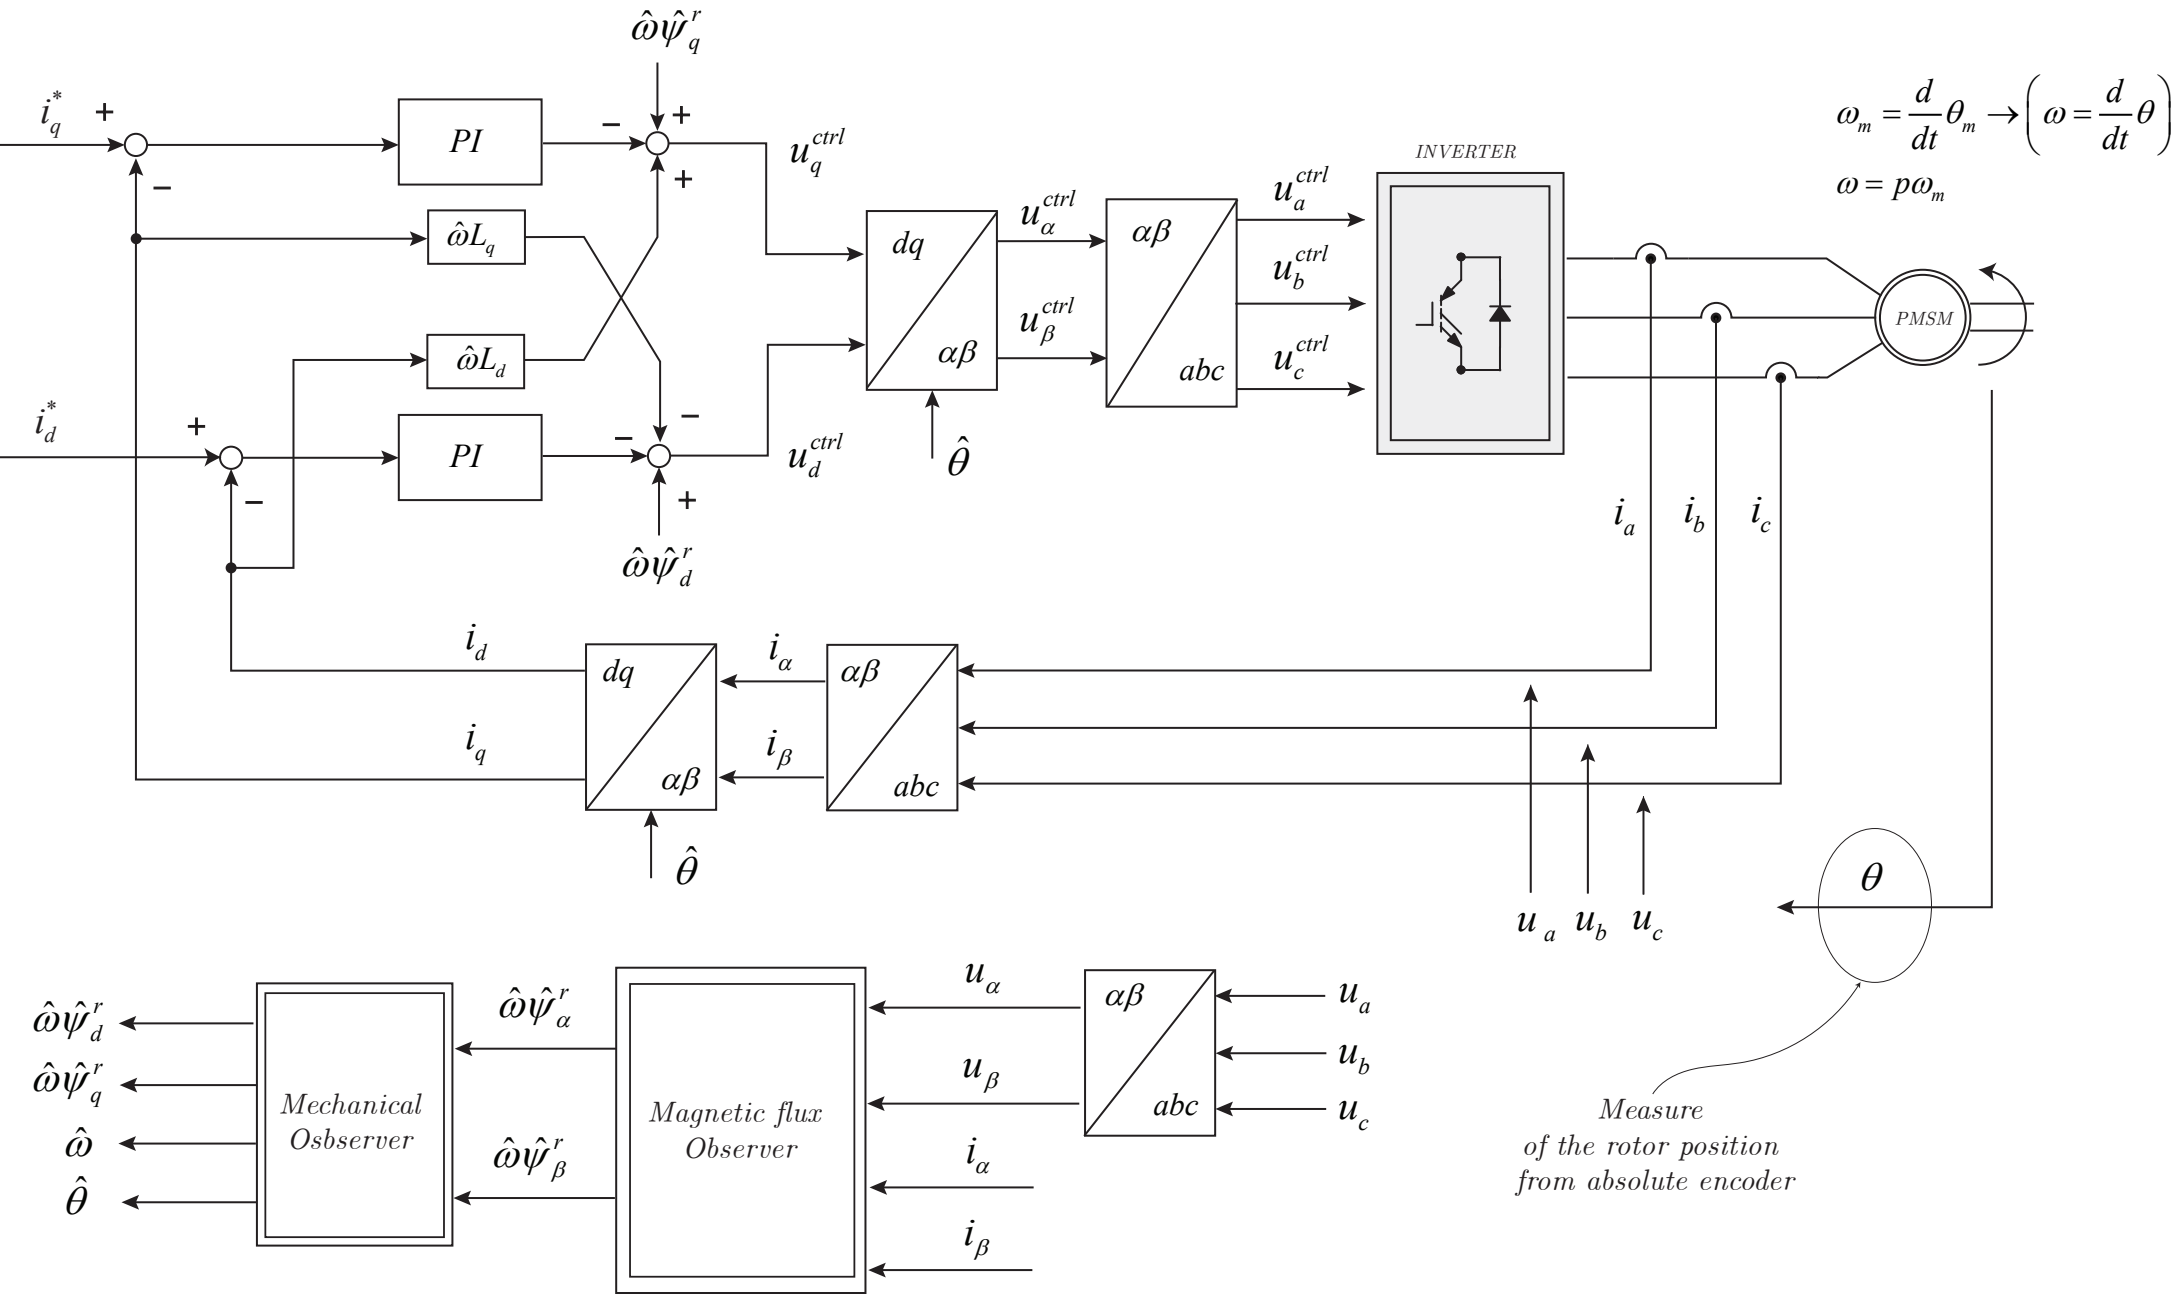 ω̂ψ̂_q^r
i_q^* +
PI
− +
u_q^{ctrl}
INVERTER
ω_m = d/dt θ_m → ( ω = d/dt θ )
ω = pω_m
−
+
ω̂L_q
dq
αβ
u_α^{ctrl}
u_β^{ctrl}
αβ
abc
u_a^{ctrl}
u_b^{ctrl}
u_c^{ctrl}
PMSM
ω̂L_d
i_d^* +
PI
− −
u_d^{ctrl}
θ̂
−
+
ω̂ψ̂_d^r
i_a i_b i_c
i_d
i_q
dq
αβ
i_α
i_β
αβ
abc
θ̂
θ
u_a u_b u_c
ω̂ψ̂_d^r
ω̂ψ̂_q^r
ω̂
θ̂
Mechanical
Osbserver
ω̂ψ̂_α^r
ω̂ψ̂_β^r
Magnetic flux
Observer
u_α
u_β
i_α
i_β
αβ
abc
u_a
u_b
u_c
Measure
of the rotor position
from absolute encoder